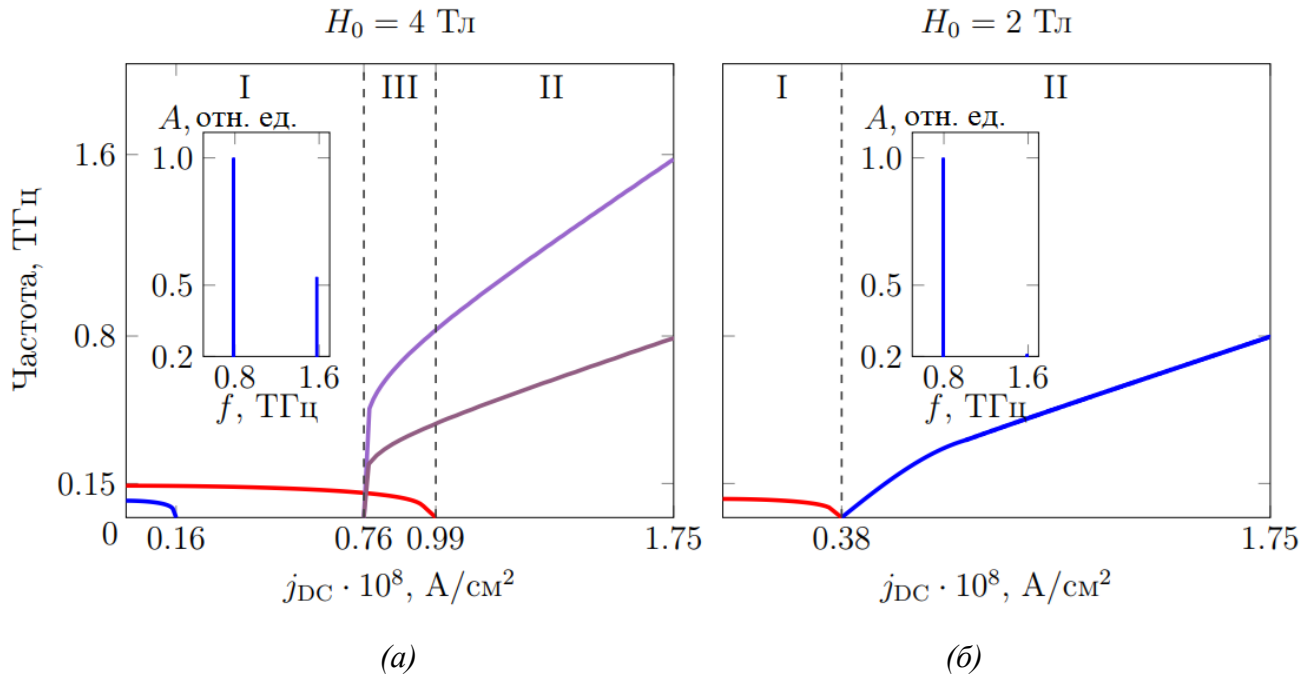 H₀ = 4 Тл
H₀ = 2 Тл
I
III
II
A, отн. ед.
1.0
0.5
0.2
0.8
1.6
f, ТГц
Частота, ТГц
1.6
0.8
0.15
0
0.16
0.76
0.99
1.75
j_DC · 10⁸, А/см²
(а)
I
II
A, отн. ед.
1.0
0.5
0.2
0.8
1.6
f, ТГц
0.38
1.75
j_DC · 10⁸, А/см²
(б)